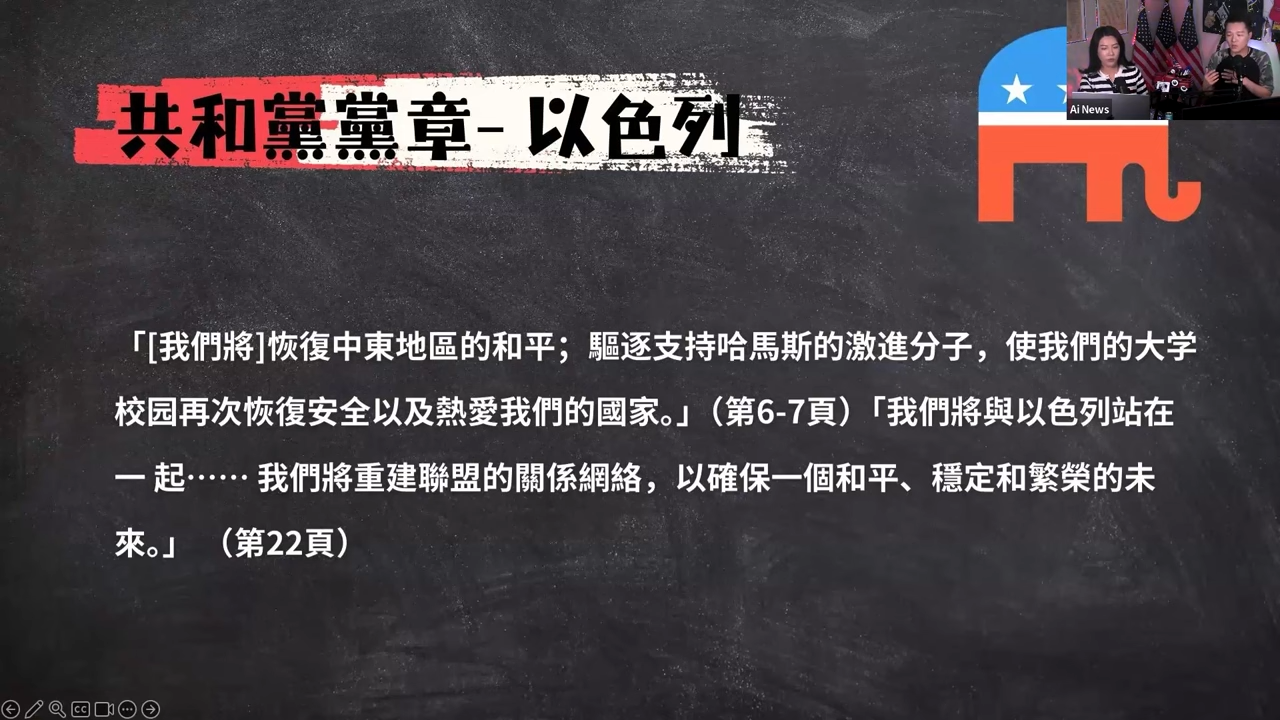 共和黨黨章- 以色列
Ai News
「[我們將]恢復中東地區的和平；驅逐支持哈馬斯的激進分子，使我們的大学
校园再次恢復安全以及熱愛我們的國家。」（第6-7頁）「我們將與以色列站在
一 起…… 我們將重建聯盟的關係網絡，以確保一個和平、穩定和繁榮的未
來。」 （第22頁）
CC